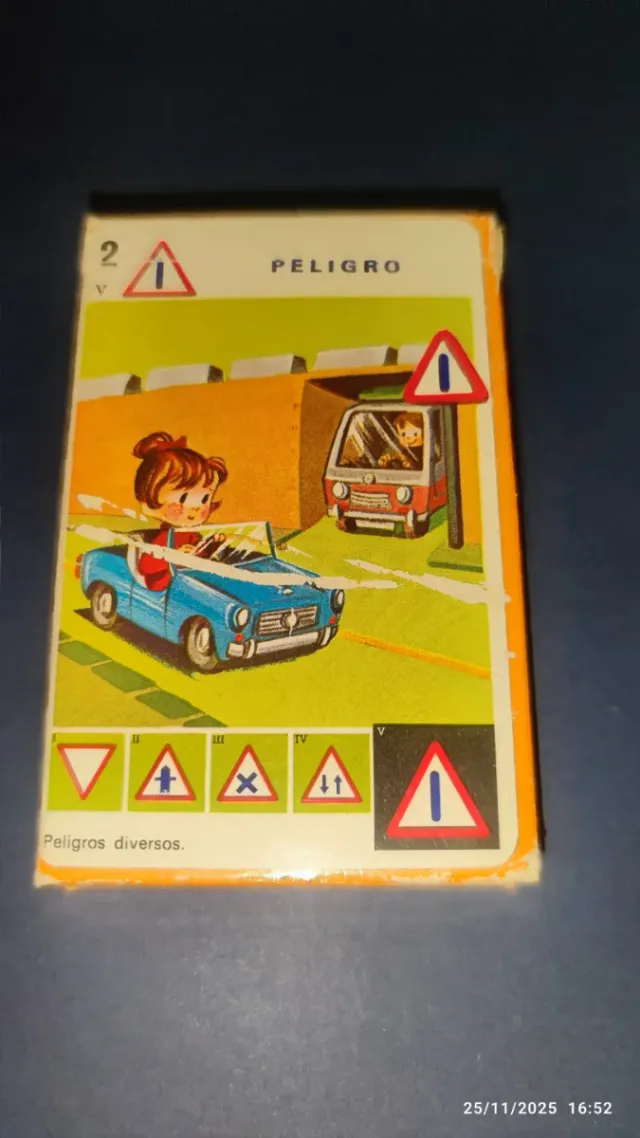 2
V
PELIGRO
I
II
III
IV
V
Peligros diversos.
25/11/2025 16:52